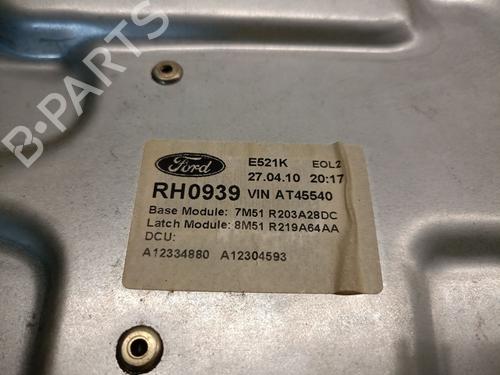 B-PARTS
Ford
E521K EOL2
27.04.10 20:17
RH0939 VIN AT45540
Base Module: 7M51 R203A28DC
Latch Module: 8M51 R219A64AA
DCU:
A12334880 A12304593